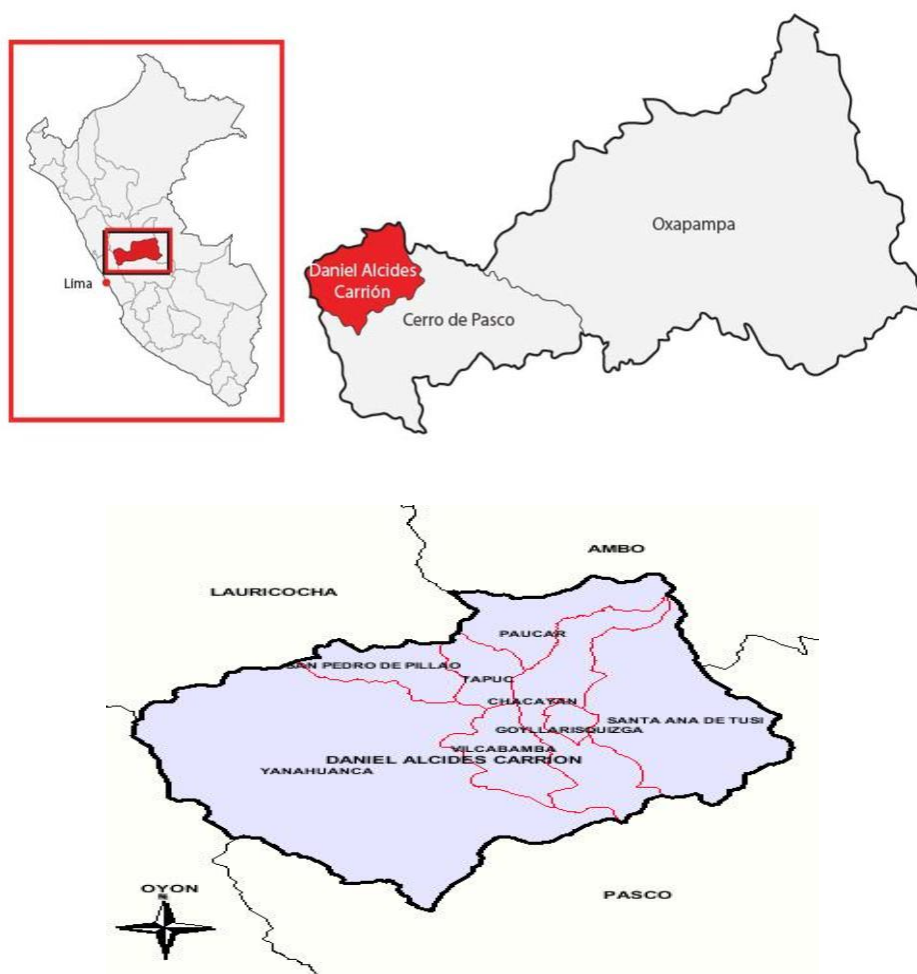 Lima
Oxapampa
Daniel Alcides
Carrión
Cerro de Pasco
AMBO
LAURICOCHA
PAUCAR
SAN PEDRO DE PILLAO
TAPUC
CHACAYAN
SANTA ANA DE TUSI
GOYLLARISQUIZGA
VILCABAMBA
DANIEL ALCIDES CARRION
YANAHUANCA
OYON
PASCO
N